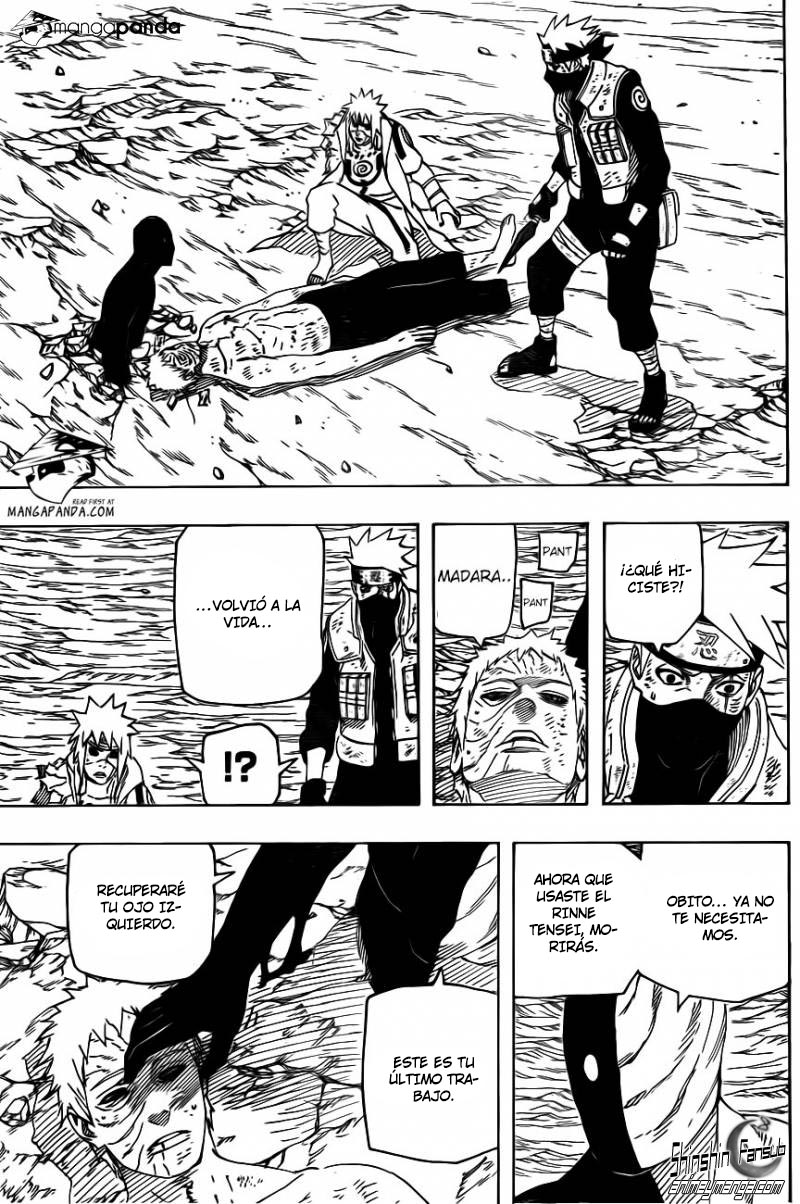 mangapanda
READ FIRST AT
MANGAPANDA.COM
¡¿QUÉ HI-
CISTE?!
PANT
MADARA..
PANT
...VOLVIÓ A LA
VIDA...
!?
OBITO... YA NO
TE NECESITA-
MOS.
AHORA QUE
USASTE EL
RINNE
TENSEI, MO-
RIRÁS.
RECUPERARÉ
TU OJO IZ-
QUIERDO.
ESTE ES TU
ÚLTIMO TRA-
BAJO.
Shinshin Fansub